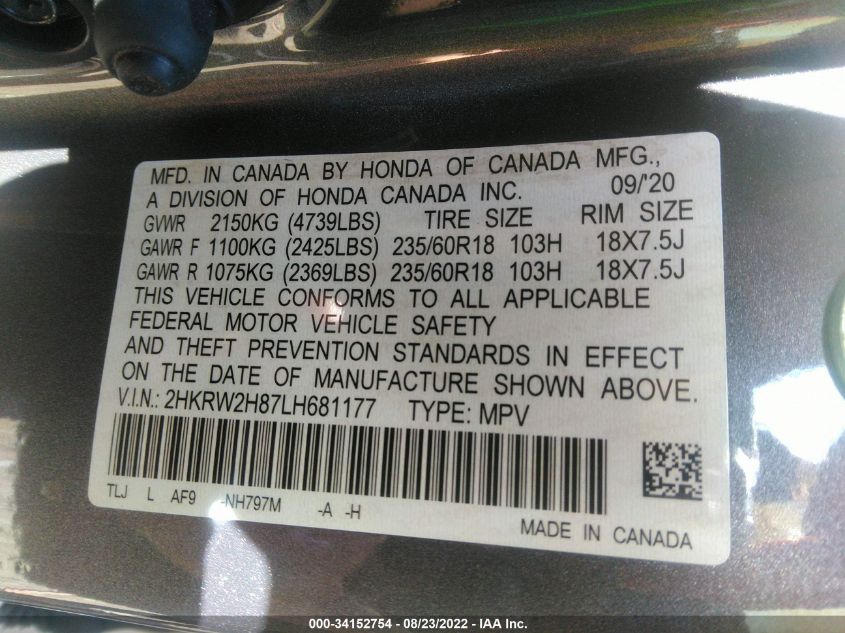 MFD. IN CANADA BY HONDA OF CANADA MFG.,
A DIVISION OF HONDA CANADA INC. 09/'20
GVWR 2150KG (4739LBS) TIRE SIZE RIM SIZE
GAWR F 1100KG (2425LBS) 235/60R18 103H 18X7.5J
GAWR R 1075KG (2369LBS) 235/60R18 103H 18X7.5J
THIS VEHICLE CONFORMS TO ALL APPLICABLE
FEDERAL MOTOR VEHICLE SAFETY
AND THEFT PREVENTION STANDARDS IN EFFECT
ON THE DATE OF MANUFACTURE SHOWN ABOVE.
V.I.N.: 2HKRW2H87LH681177 TYPE: MPV
TLJ L AF9 -NH797M -A -H
MADE IN CANADA
000-34152754 - 08/23/2022 - IAA Inc.